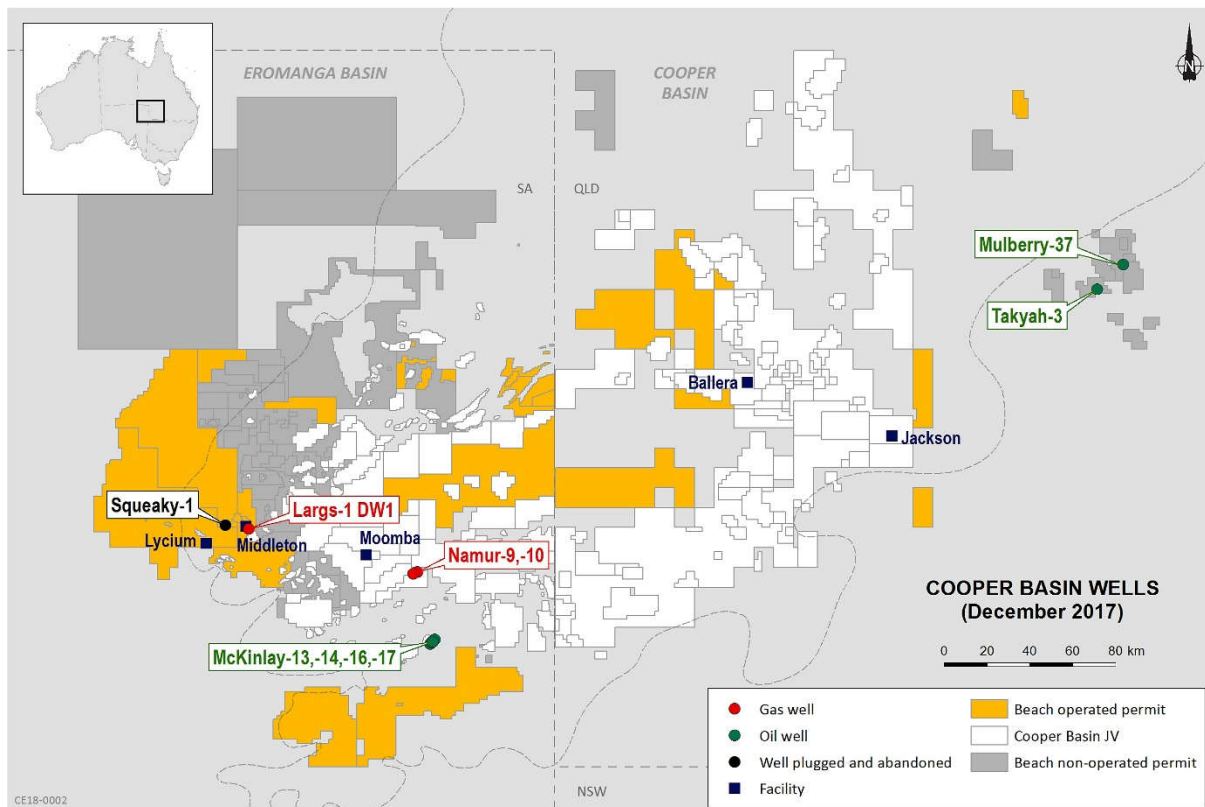 EROMANGA BASIN
COOPER
BASIN
N
SA
QLD
Mulberry-37
Takyah-3
Ballera
Jackson
Squeaky-1
Largs-1 DW1
Lycium
Middleton
Moomba
Namur-9,-10
McKinlay-13,-14,-16,-17
COOPER BASIN WELLS
(December 2017)
0 20 40 60 80 km
Gas well
Oil well
Well plugged and abandoned
Facility
Beach operated permit
Cooper Basin JV
Beach non-operated permit
NSW
CE18-0002